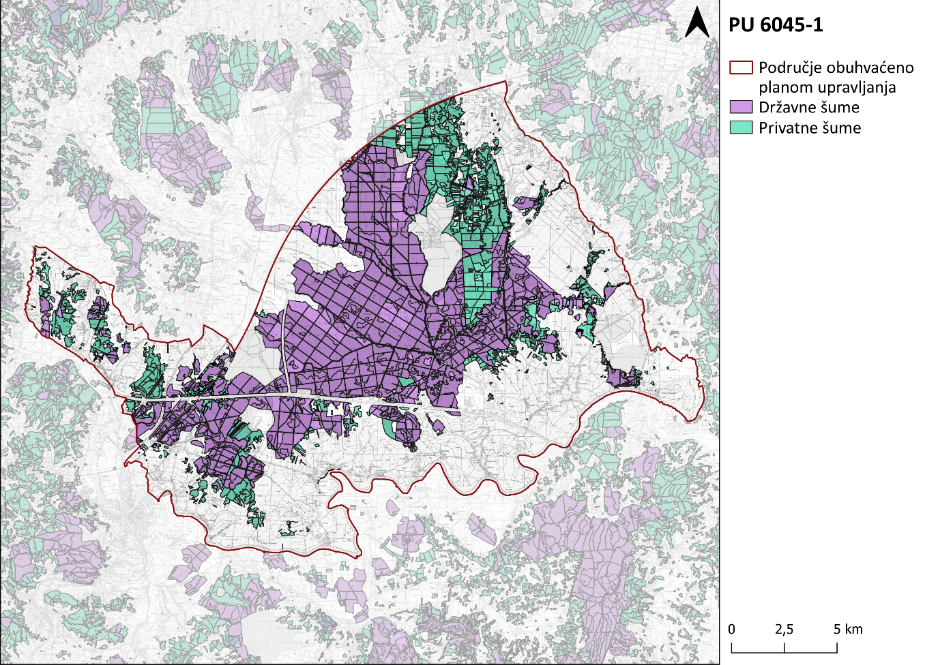 PU 6045-1
Područje obuhvaćeno
planom upravljanja
Državne šume
Privatne šume
0 2,5 5 km